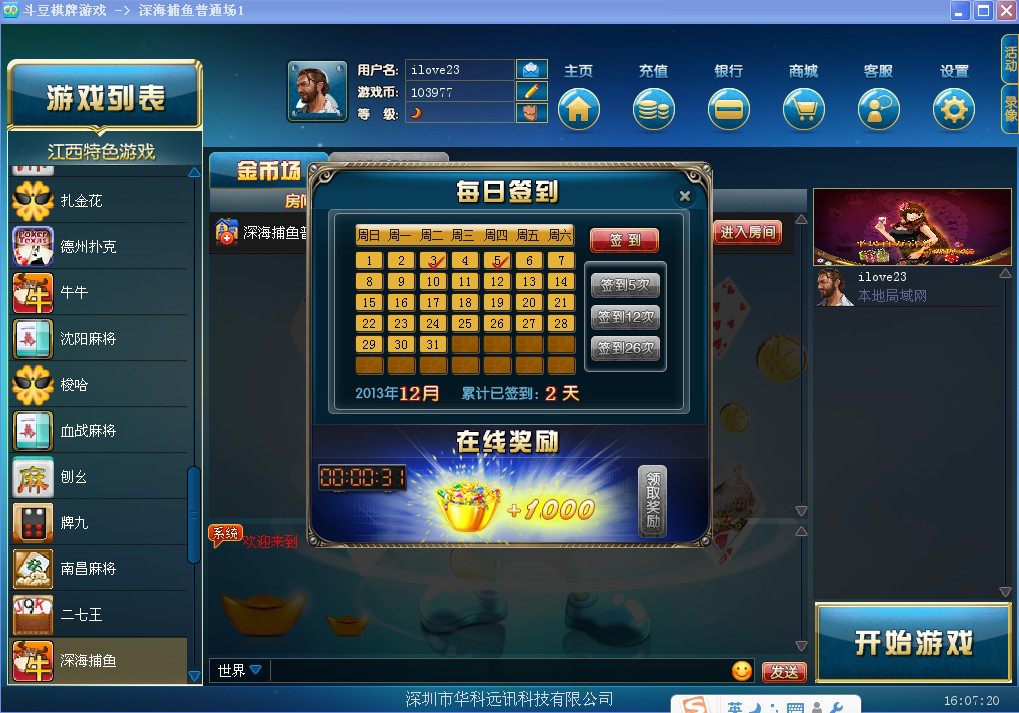 斗豆棋牌游戏 -> 深海捕鱼普通场1
游戏列表
江西特色游戏
扎金花
德州扑克
牛牛
沈阳麻将
梭哈
血战麻将
刨幺
牌九
南昌麻将
二七王
深海捕鱼
用户名: ilove23
游戏币: 103977
等 级:
主页
充值
银行
商城
客服
设置
活动
录像
金币场
房间
深海捕鱼普
进入房间
每日签到
周日 周一 周二 周三 周四 周五 周六
1 2 3 4 5 6 7
8 9 10 11 12 13 14
15 16 17 18 19 20 21
22 23 24 25 26 27 28
29 30 31
签到
签到5次
签到12次
签到26次
2013年12月 累计已签到: 2 天
在线奖励
00:00:31
+1000
领取奖励
系统 欢迎来到
世界
发送
ilove23
本地局域网
开始游戏
深圳市华科远讯科技有限公司
S 英
16:07:20